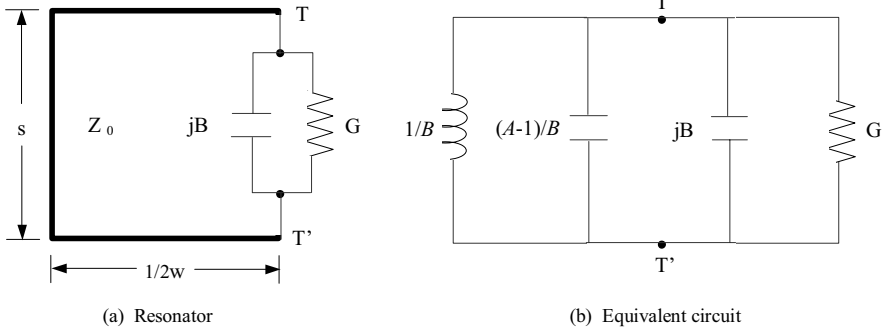 T
s
Z 0
jB
G
T'
1/2w
(a) Resonator
T
1/B
(A-1)/B
jB
G
T'
(b) Equivalent circuit